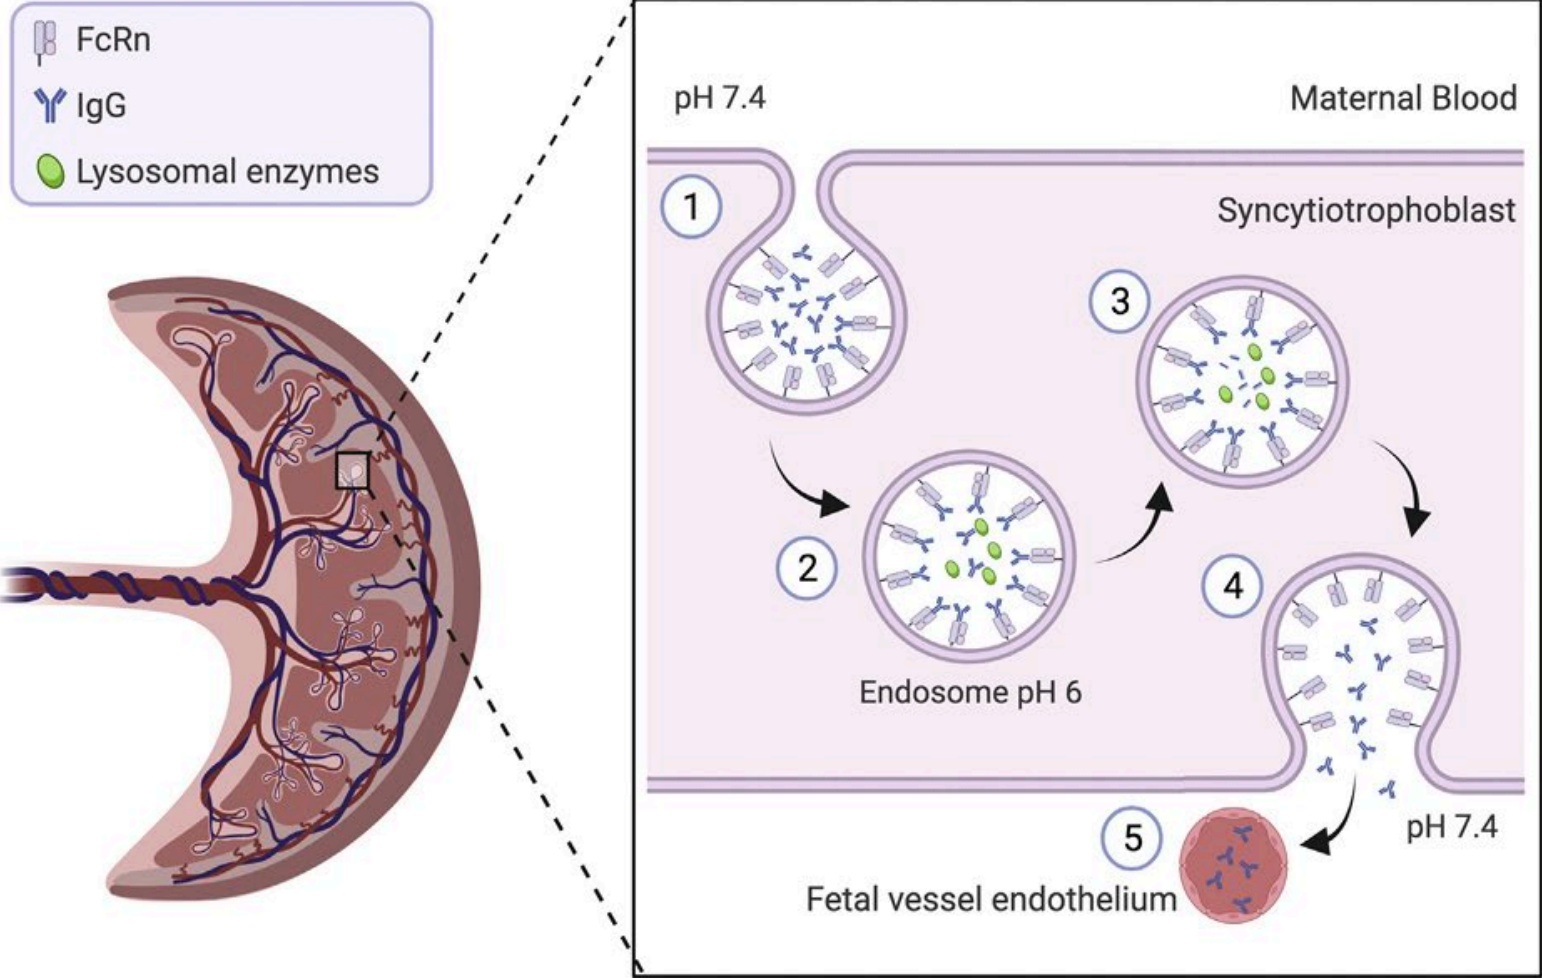 FcRn
IgG
Lysosomal enzymes
pH 7.4
Maternal Blood
1
Syncytiotrophoblast
3
2
4
Endosome pH 6
5
pH 7.4
Fetal vessel endothelium